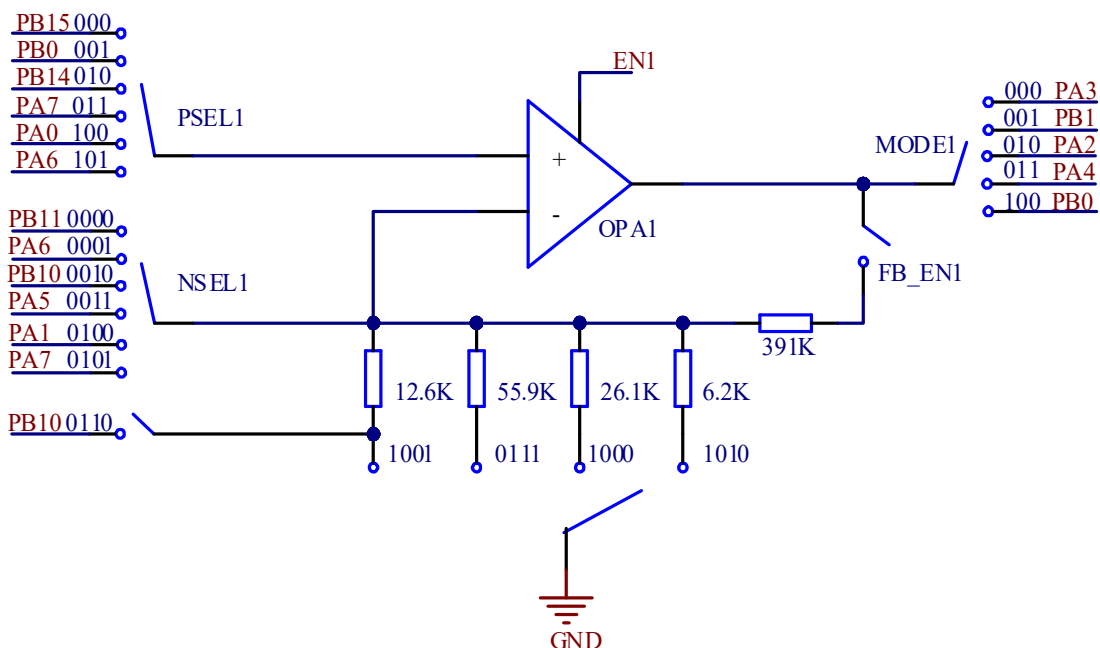 PB15 000
PB0 001
PB14 010
PA7 011
PA0 100
PA6 101
PSEL1
EN1
+
-
OPA1
000 PA3
001 PB1
010 PA2
011 PA4
100 PB0
MODE1
FB_EN1
PB11 0000
PA6 0001
PB10 0010
PA5 0011
PA1 0100
PA7 0101
NSEL1
PB10 0110
391K
12.6K 55.9K 26.1K 6.2K
1001 0111 1000 1010
GND